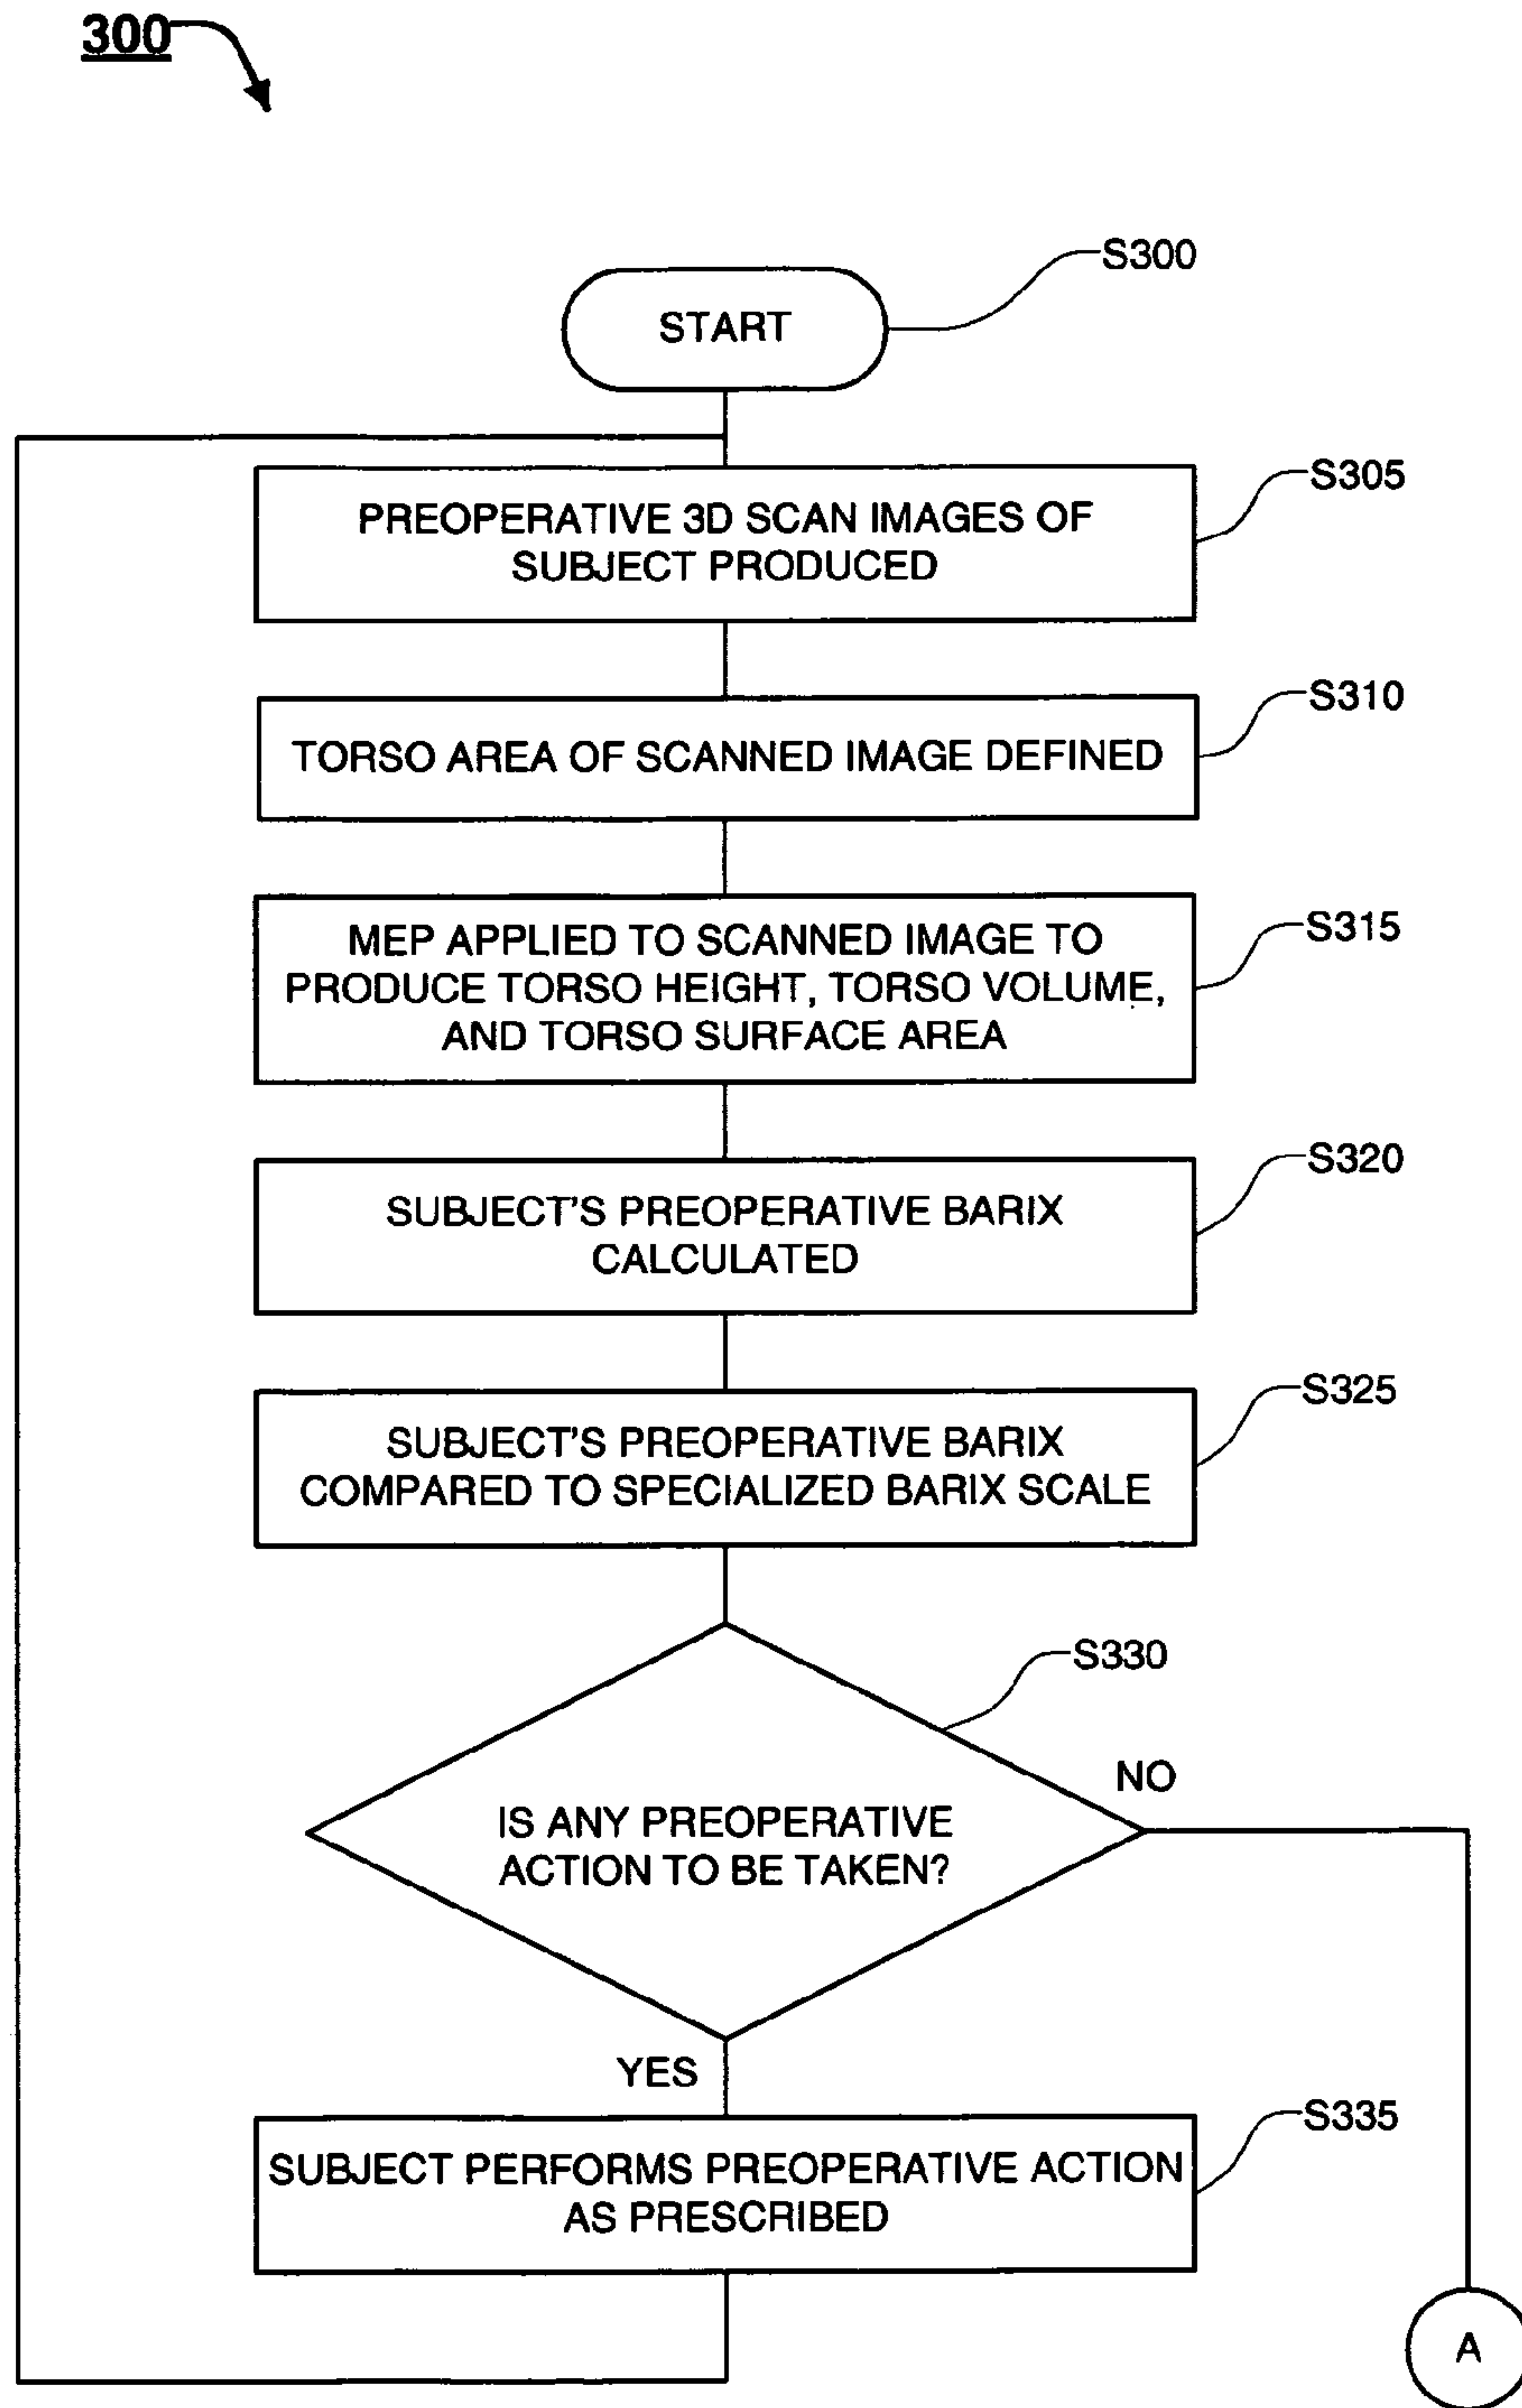 300
S300
START
S305
PREOPERATIVE 3D SCAN IMAGES OF
SUBJECT PRODUCED
S310
TORSO AREA OF SCANNED IMAGE DEFINED
S315
MEP APPLIED TO SCANNED IMAGE TO
PRODUCE TORSO HEIGHT, TORSO VOLUME,
AND TORSO SURFACE AREA
S320
SUBJECT'S PREOPERATIVE BARIX
CALCULATED
S325
SUBJECT'S PREOPERATIVE BARIX
COMPARED TO SPECIALIZED BARIX SCALE
S330
NO
IS ANY PREOPERATIVE
ACTION TO BE TAKEN?
YES
S335
SUBJECT PERFORMS PREOPERATIVE ACTION
AS PRESCRIBED
A